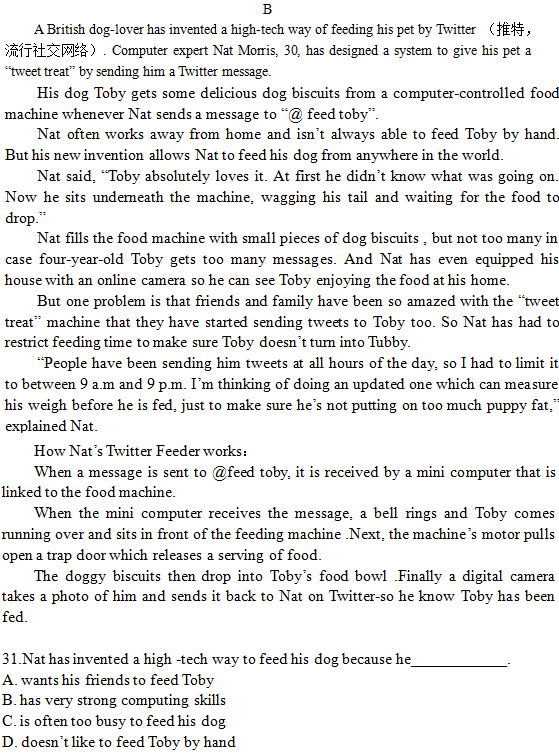 B
A British dog-lover has invented a high-tech way of feeding his pet by Twitter （推特，
流行社交网络）. Computer expert Nat Morris, 30, has designed a system to give his pet a
“tweet treat” by sending him a Twitter message.
His dog Toby gets some delicious dog biscuits from a computer-controlled food
machine whenever Nat sends a message to “@ feed toby”.
Nat often works away from home and isn’t always able to feed Toby by hand.
But his new invention allows Nat to feed his dog from anywhere in the world.
Nat said, “Toby absolutely loves it. At first he didn’t know what was going on.
Now he sits underneath the machine, wagging his tail and waiting for the food to
drop.”
Nat fills the food machine with small pieces of dog biscuits , but not too many in
case four-year-old Toby gets too many messages. And Nat has even equipped his
house with an online camera so he can see Toby enjoying the food at his home.
But one problem is that friends and family have been so amazed with the “tweet
treat” machine that they have started sending tweets to Toby too. So Nat has had to
restrict feeding time to make sure Toby doesn’t turn into Tubby.
“People have been sending him tweets at all hours of the day, so I had to limit it
to between 9 a.m and 9 p.m. I’m thinking of doing an updated one which can measure
his weigh before he is fed, just to make sure he’s not putting on too much puppy fat,”
explained Nat.
How Nat’s Twitter Feeder works：
When a message is sent to @feed toby, it is received by a mini computer that is
linked to the food machine.
When the mini computer receives the message, a bell rings and Toby comes
running over and sits in front of the feeding machine .Next, the machine’s motor pulls
open a trap door which releases a serving of food.
The doggy biscuits then drop into Toby’s food bowl .Finally a digital camera
takes a photo of him and sends it back to Nat on Twitter-so he know Toby has been
fed.
31.Nat has invented a high -tech way to feed his dog because he____________.
A. wants his friends to feed Toby
B. has very strong computing skills
C. is often too busy to feed his dog
D. doesn’t like to feed Toby by hand